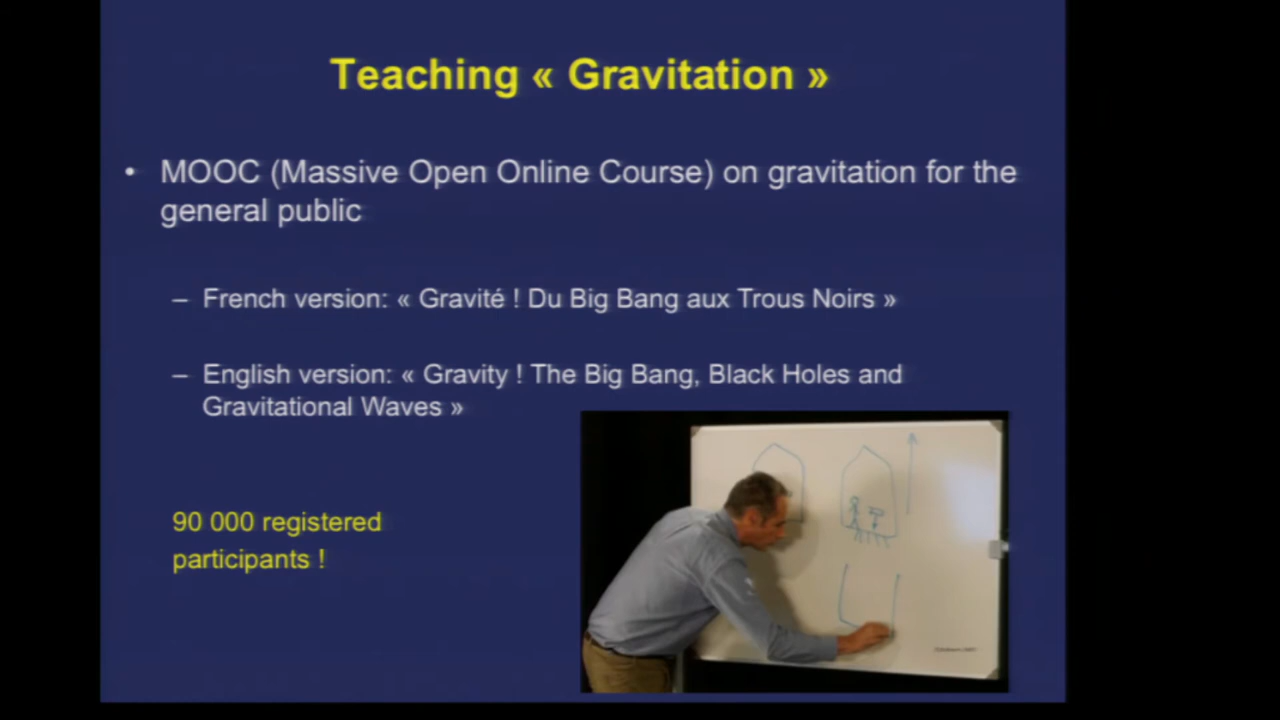 Teaching « Gravitation »
• MOOC (Massive Open Online Course) on gravitation for the
general public
– French version: « Gravité ! Du Big Bang aux Trous Noirs »
– English version: « Gravity ! The Big Bang, Black Holes and
Gravitational Waves »
90 000 registered
participants !